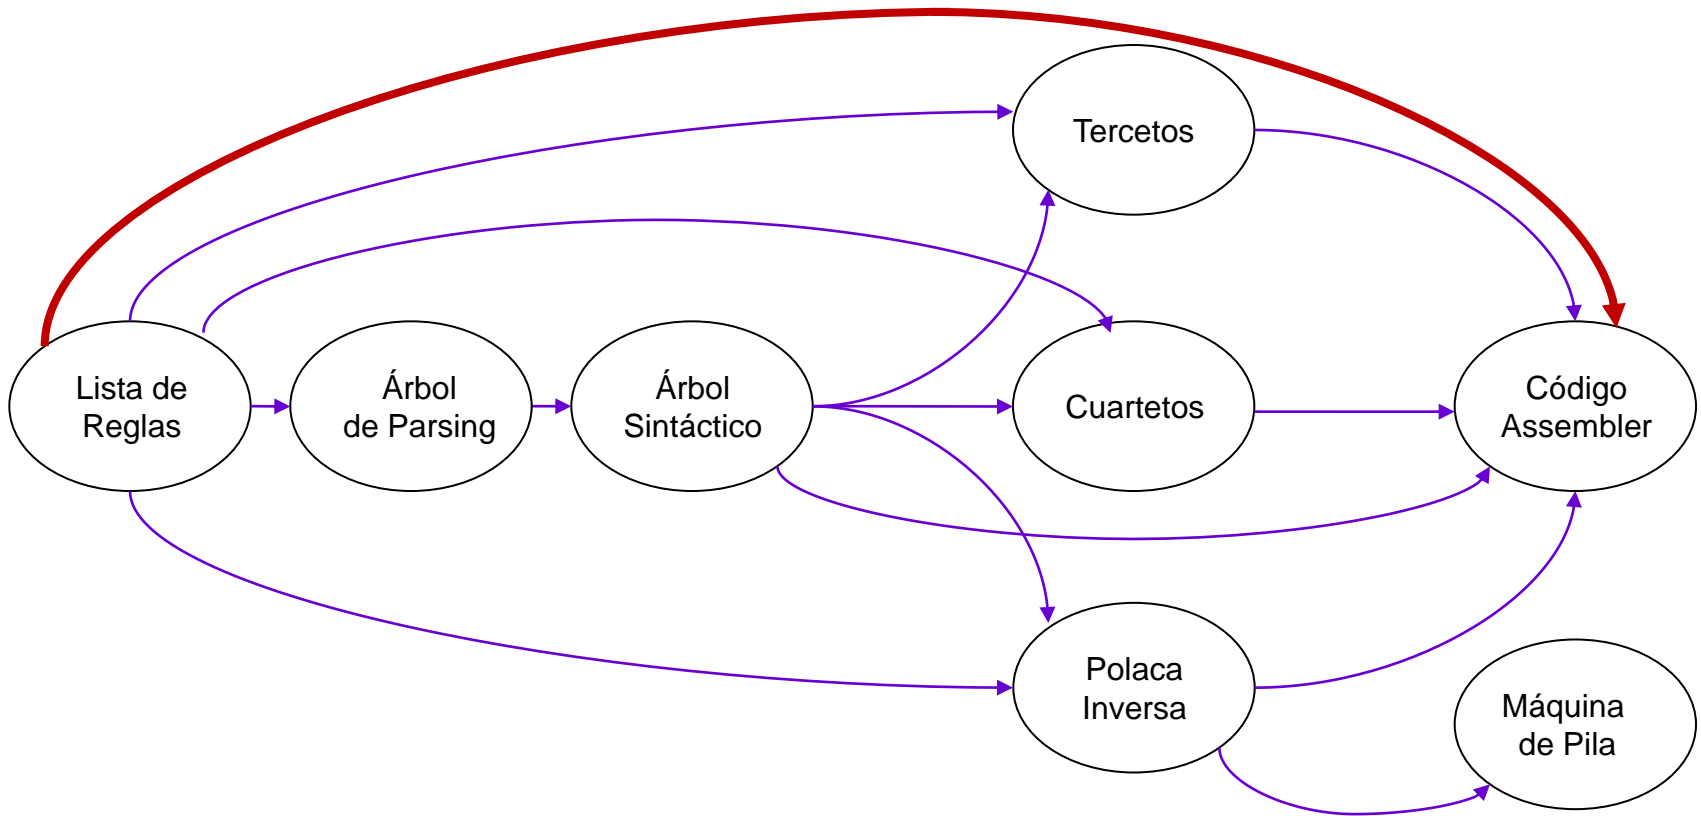 Tercetos
Lista de
Reglas
Árbol
de Parsing
Árbol
Sintáctico
Cuartetos
Código
Assembler
Polaca
Inversa
Máquina
de Pila